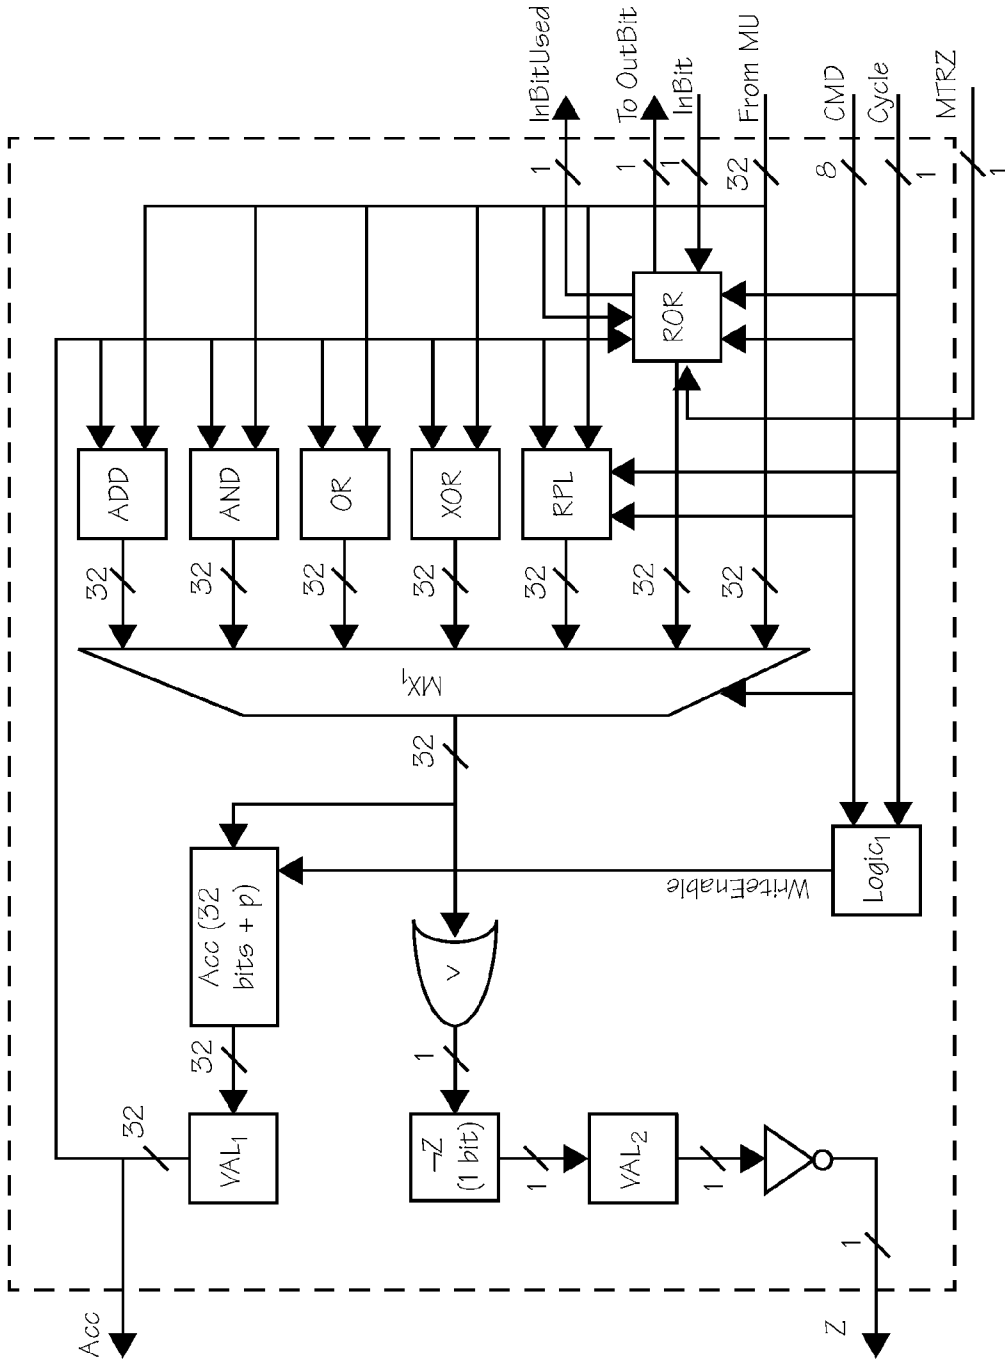 InBitUsed
To OutBit
InBit
From MU
CMD
Cycle
MTRZ
1
1
1
32
8
1
1
ROR
ADD
AND
OR
XOR
RPL
32
32
32
32
32
32
32
MX1
32
Acc (32
bits + p)
WriteEnable
Logic1
V
32
1
32
VAL1
¬Z
(1 bit)
1
VAL2
1
1
Acc
Z